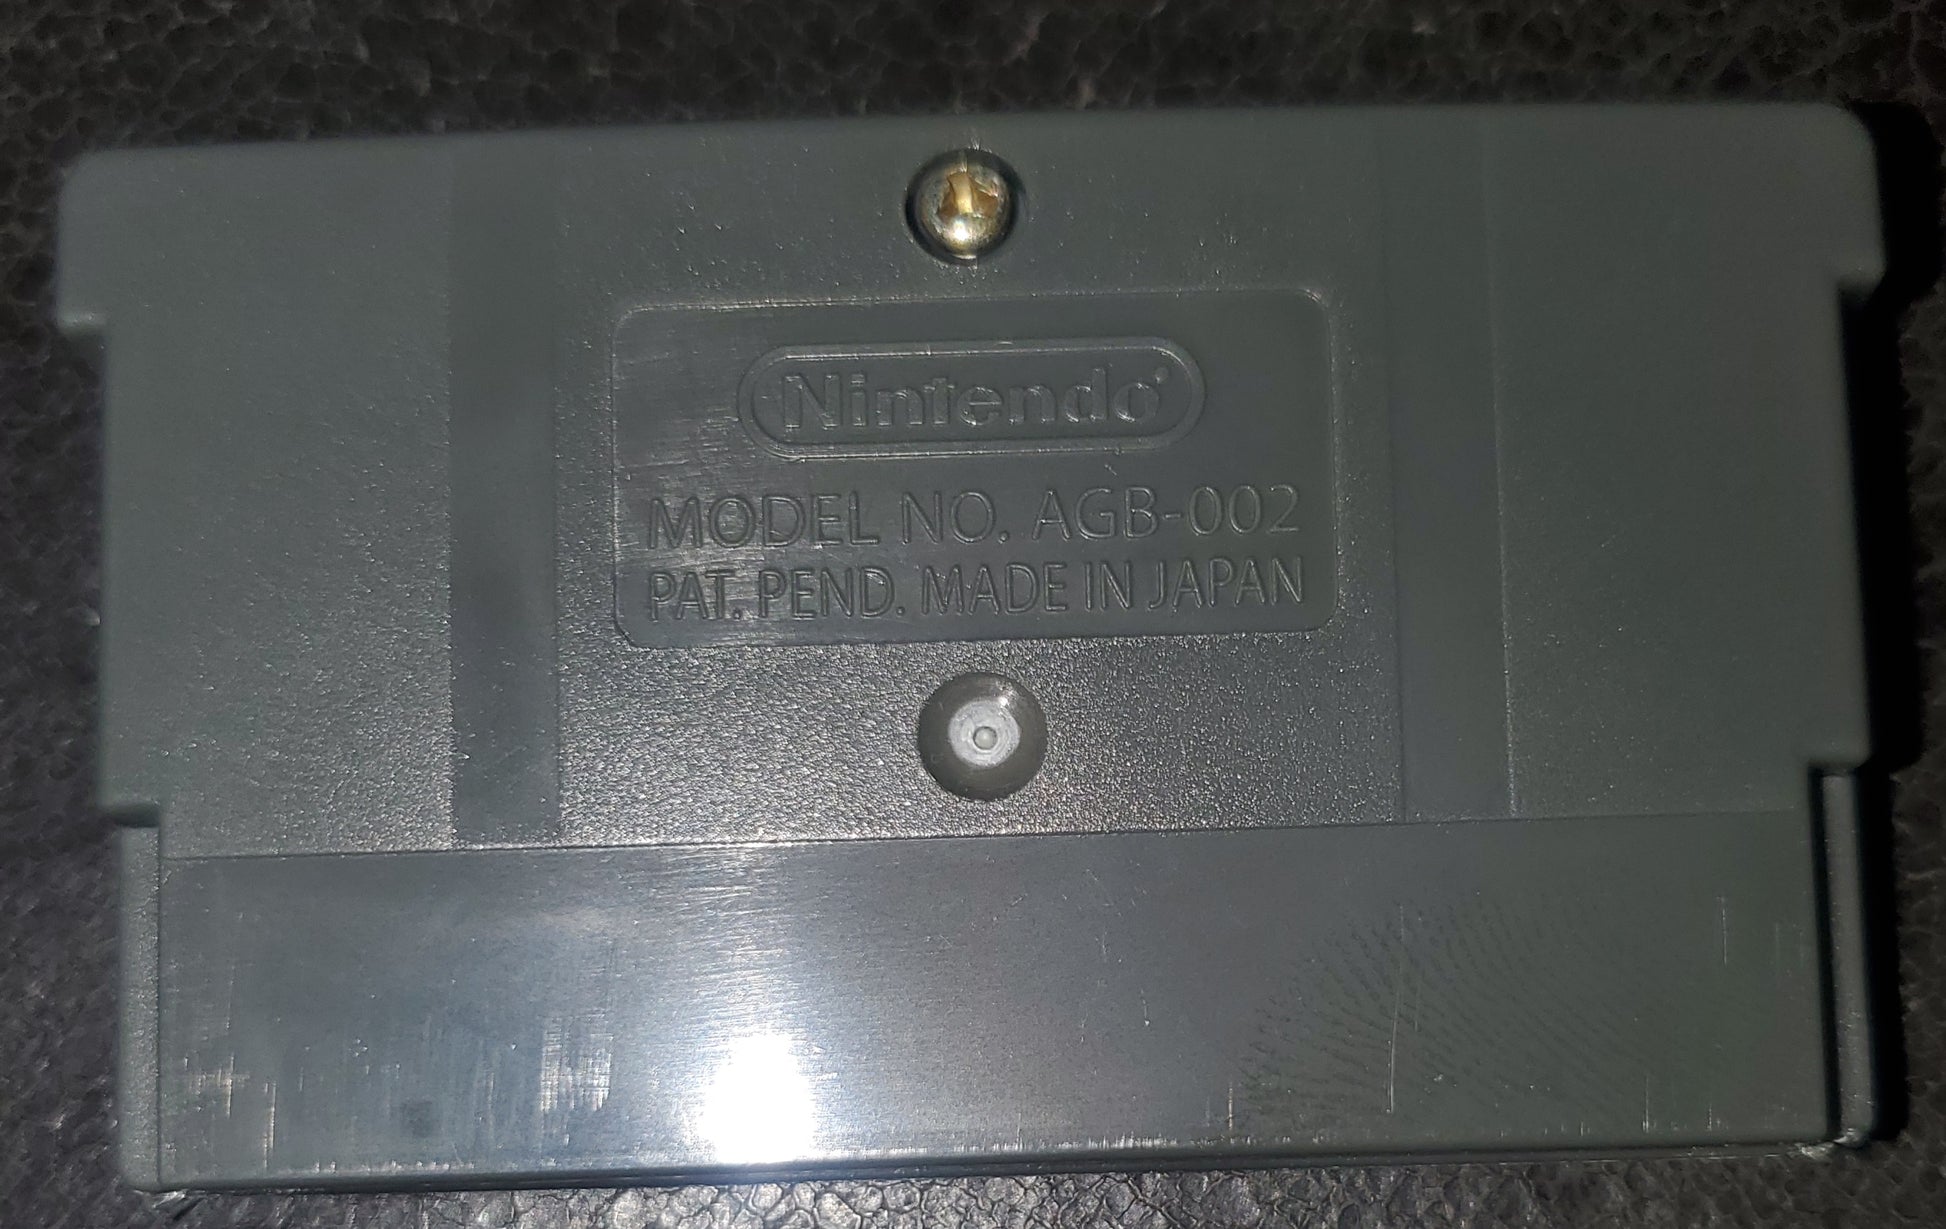 Nintendo®
MODEL NO. AGB-002
PAT. PEND. MADE IN JAPAN